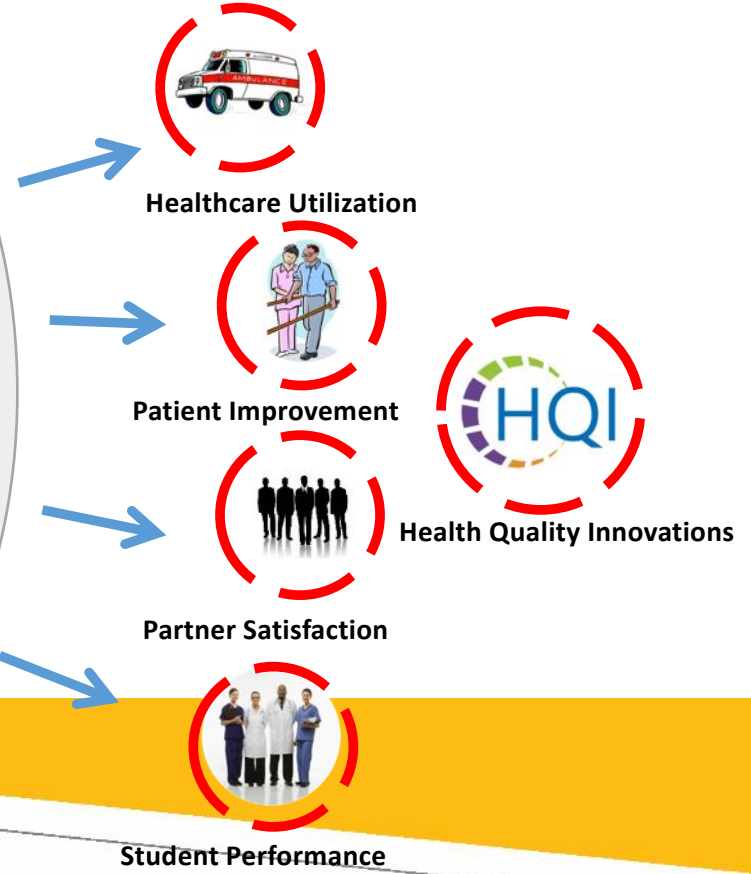 AMBULANCE
Healthcare Utilization
Patient Improvement
HQI
Health Quality Innovations
Partner Satisfaction
Student Performance